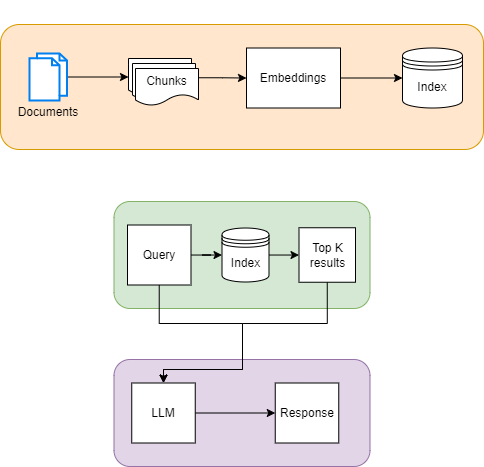 Documents
Chunks
Embeddings
Index
Query
Index
Top K
results
LLM
Response